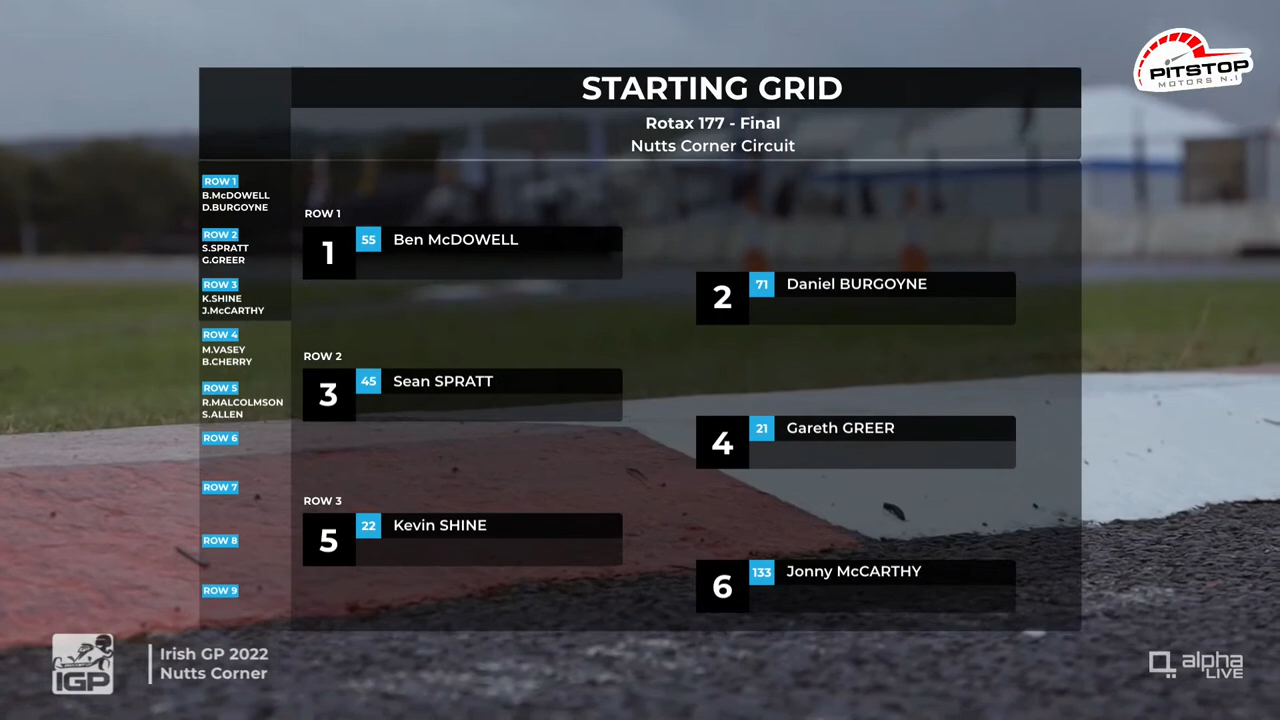 PITSTOP
MOTORS N.I
STARTING GRID
Rotax 177 - Final
Nutts Corner Circuit
ROW 1
B.McDOWELL
D.BURGOYNE
ROW 2
S.SPRATT
G.GREER
ROW 3
K.SHINE
J.McCARTHY
ROW 4
M.VASEY
B.CHERRY
ROW 5
R.MALCOLMSON
S.ALLEN
ROW 6
ROW 7
ROW 8
ROW 9
ROW 1
1 55 Ben McDOWELL
2 71 Daniel BURGOYNE
ROW 2
3 45 Sean SPRATT
4 21 Gareth GREER
ROW 3
5 22 Kevin SHINE
6 133 Jonny McCARTHY
IGP
Irish GP 2022
Nutts Corner
alpha
LIVE